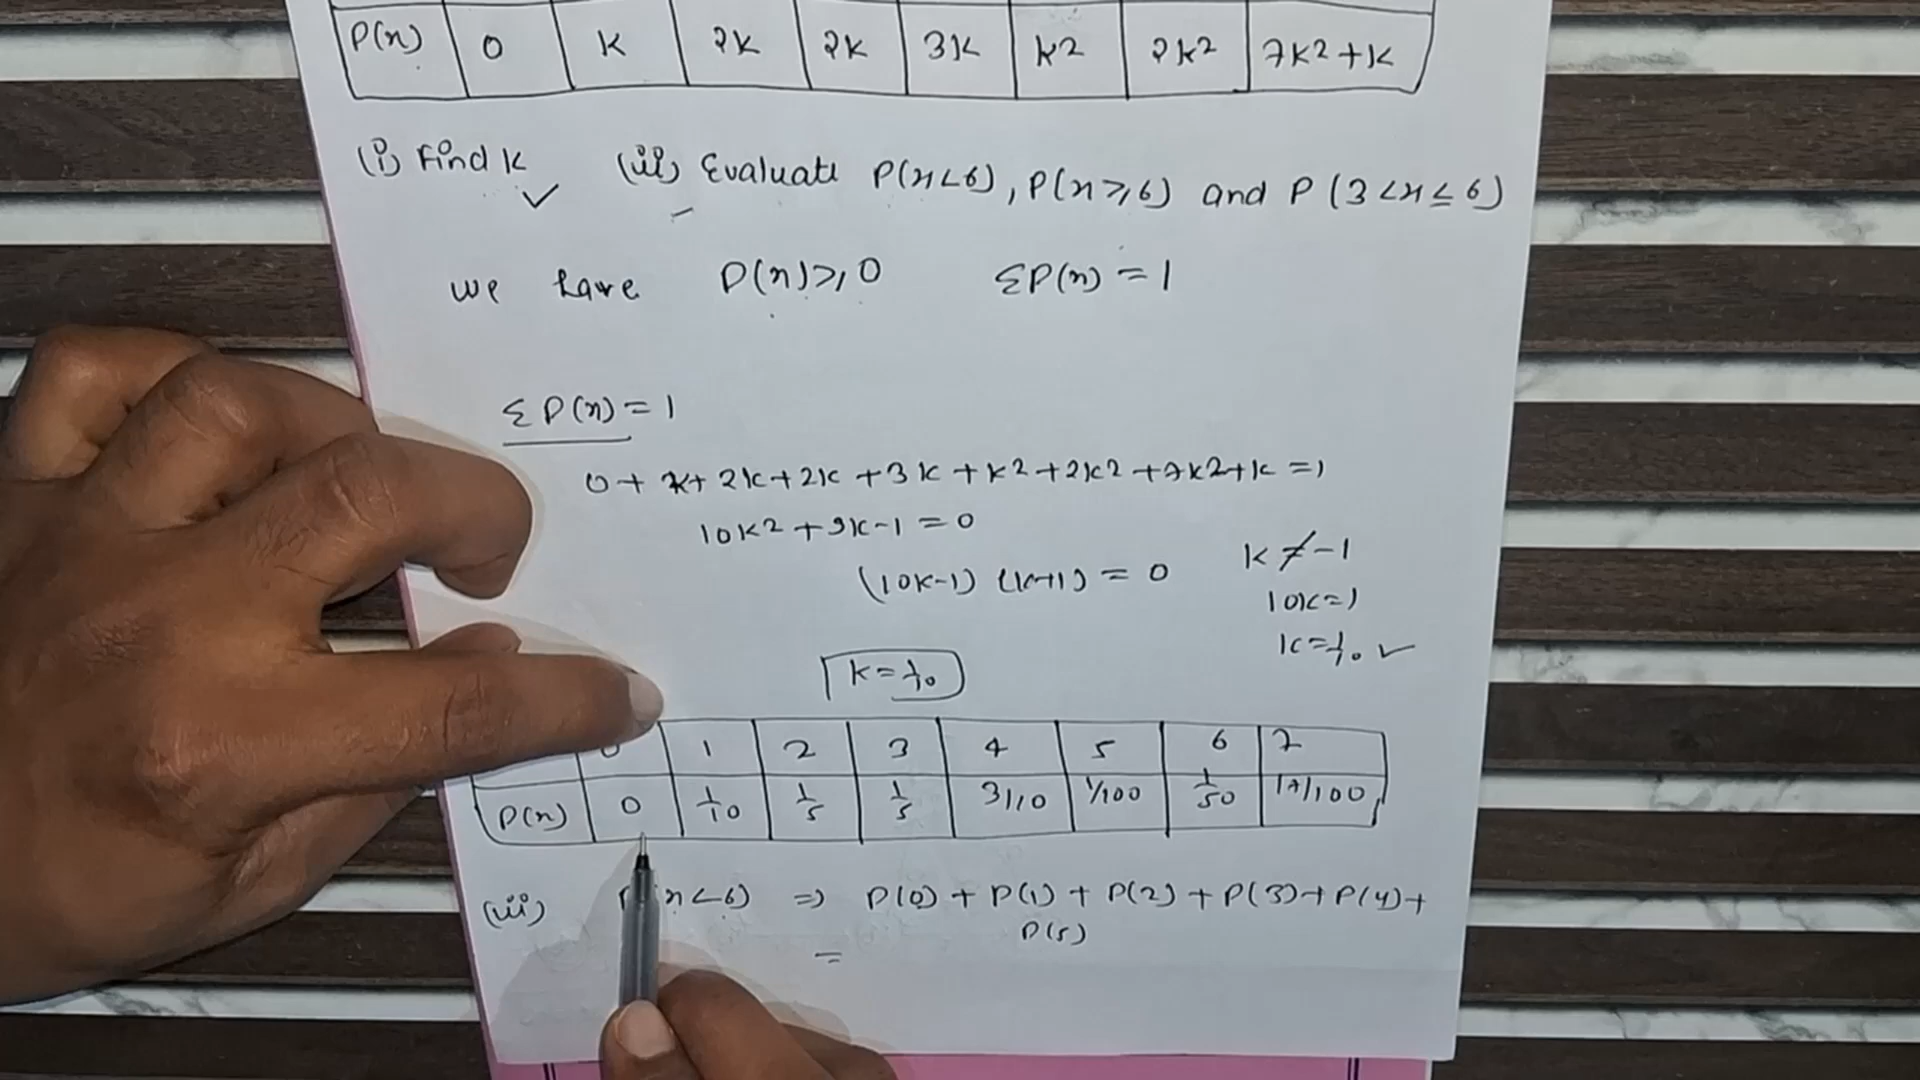 P(x) 0 k 2k 2k 3k k2 2k2 7k2+k
(i) Find k (ii) Evaluate P(x<6), P(x≥6) and P(3<x≤6)
we have P(x)≥0 ΣP(x) = 1
ΣP(x) = 1
0+k+2k+2k+3k+k2+2k2+7k2+k=1
10k2+9k-1=0
(10k-1) (k+1) = 0
k≠-1
10k=1
k=1/10 ✓
k=1/10
0 1 2 3 4 5 6 7
P(x) 0 1/10 1/5 1/5 3/10 1/100 1/50 17/100
(ii) (x<6) => P(0)+P(1)+P(2)+P(3)+P(4)+
P(5)
=